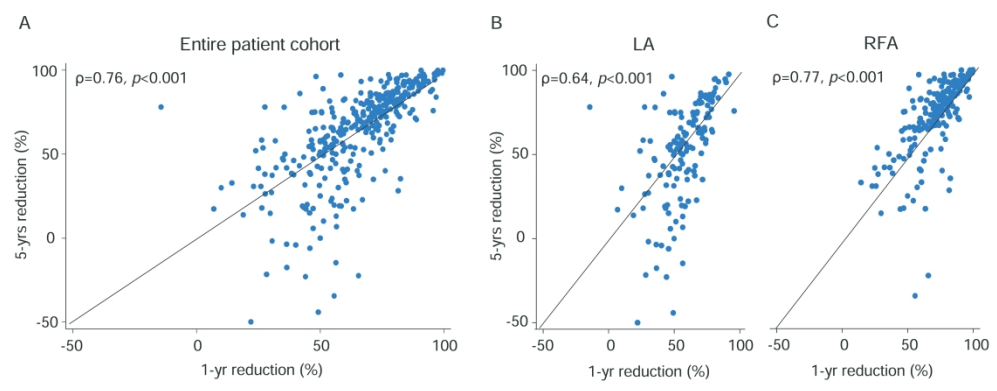 A
Entire patient cohort
ρ=0.76, p<0.001
5-yrs reduction (%)
100
50
0
-50
-50
0
50
100
1-yr reduction (%)
B
LA
ρ=0.64, p<0.001
5-yrs reduction (%)
100
50
0
-50
-50
0
50
100
1-yr reduction (%)
C
RFA
ρ=0.77, p<0.001
-50
0
50
100
1-yr reduction (%)